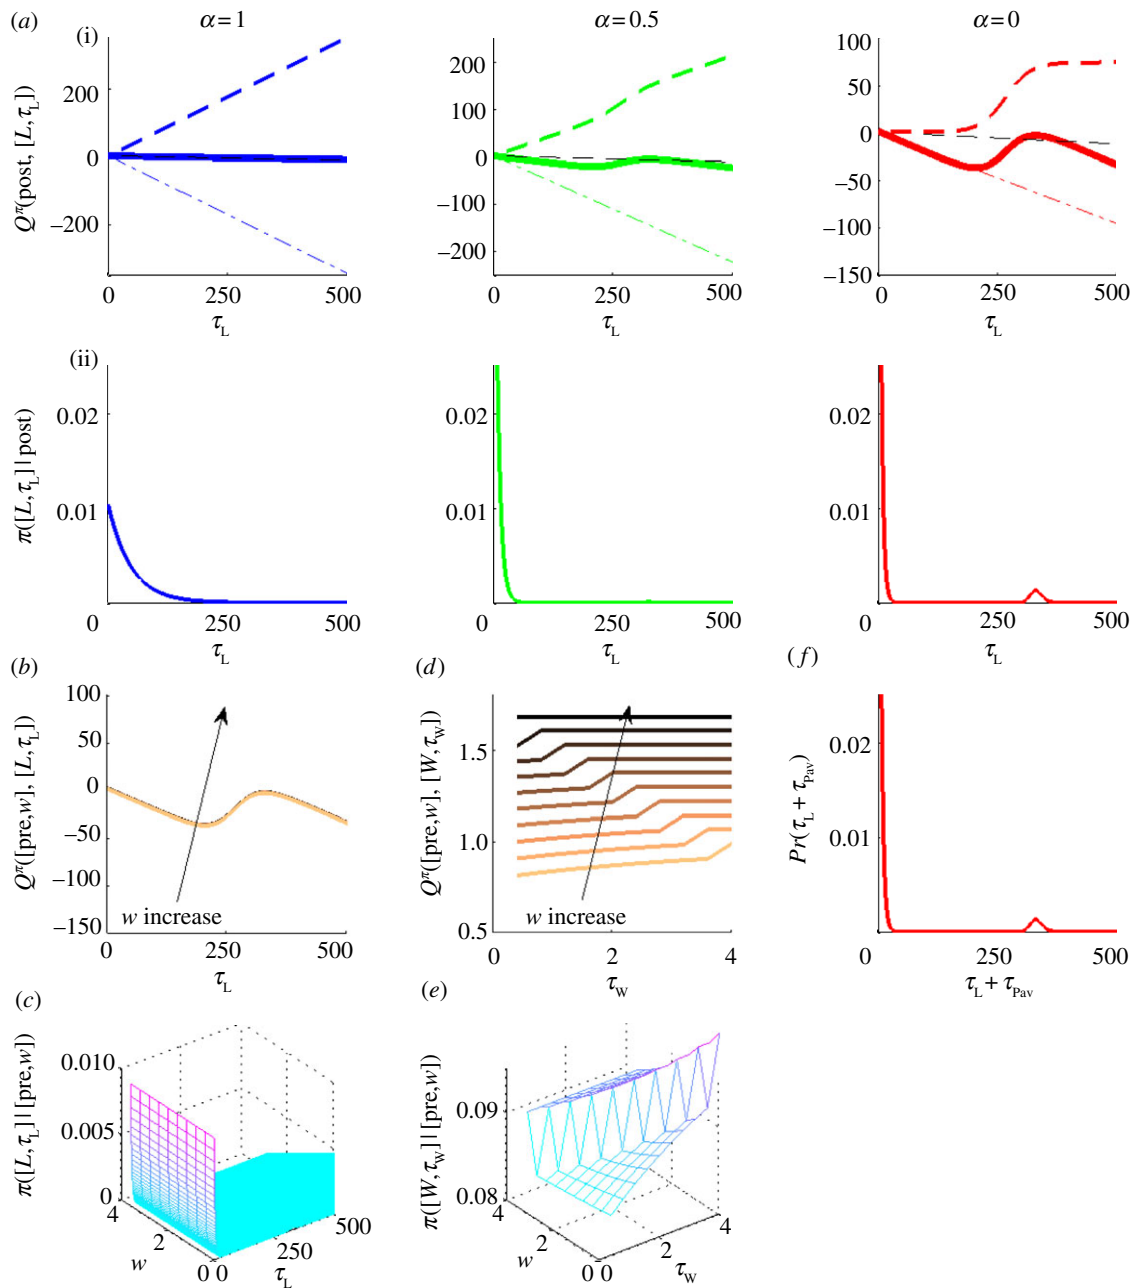 (a) α=1 α=0.5 α=0
(i)
Q^π(post, [L, τ_L])
200
0
−200
0 250 500
τ_L
200
100
0
−100
−200
0 250 500
τ_L
100
50
0
−50
−100
−150
0 250 500
τ_L
(ii)
π([L, τ_L]|post)
0.02
0.01
0 250 500
τ_L
0.02
0.01
0 250 500
τ_L
0.02
0.01
0 250 500
τ_L
(b)
Q^π([pre,w], [L, τ_L])
100
50
0
−50
−100
−150
w increase
0 250 500
τ_L
(d)
Q^π([pre,w], [W, τ_W])
1.5
1.0
0.5
w increase
0 2 4
τ_W
(f)
Pr(τ_L + τ_Pav)
0.02
0.01
0 250 500
τ_L + τ_Pav
(c)
π([L, τ_L]|[pre,w])
0.010
0.005
0
4
2
0
w
0
250
500
τ_L
(e)
π([W, τ_W]|[pre,w])
0.09
0.08
4
2
0
w
0
2
4
τ_W